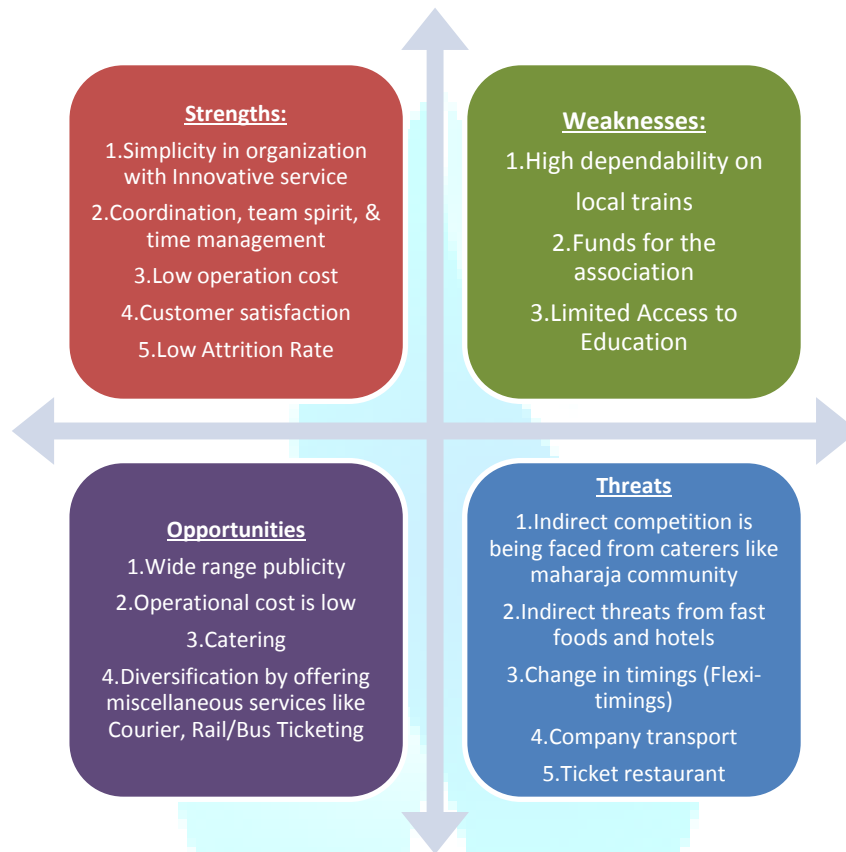 Strengths:
1.Simplicity in organization
with Innovative service
2.Coordination, team spirit, &
time management
3.Low operation cost
4.Customer satisfaction
5.Low Attrition Rate
Weaknesses:
1.High dependability on
local trains
2.Funds for the
association
3.Limited Access to
Education
Opportunities
1.Wide range publicity
2.Operational cost is low
3.Catering
4.Diversification by offering
miscellaneous services like
Courier, Rail/Bus Ticketing
Threats
1.Indirect competition is
being faced from caterers like
maharaja community
2.Indirect threats from fast
foods and hotels
3.Change in timings (Flexi-
timings)
4.Company transport
5.Ticket restaurant